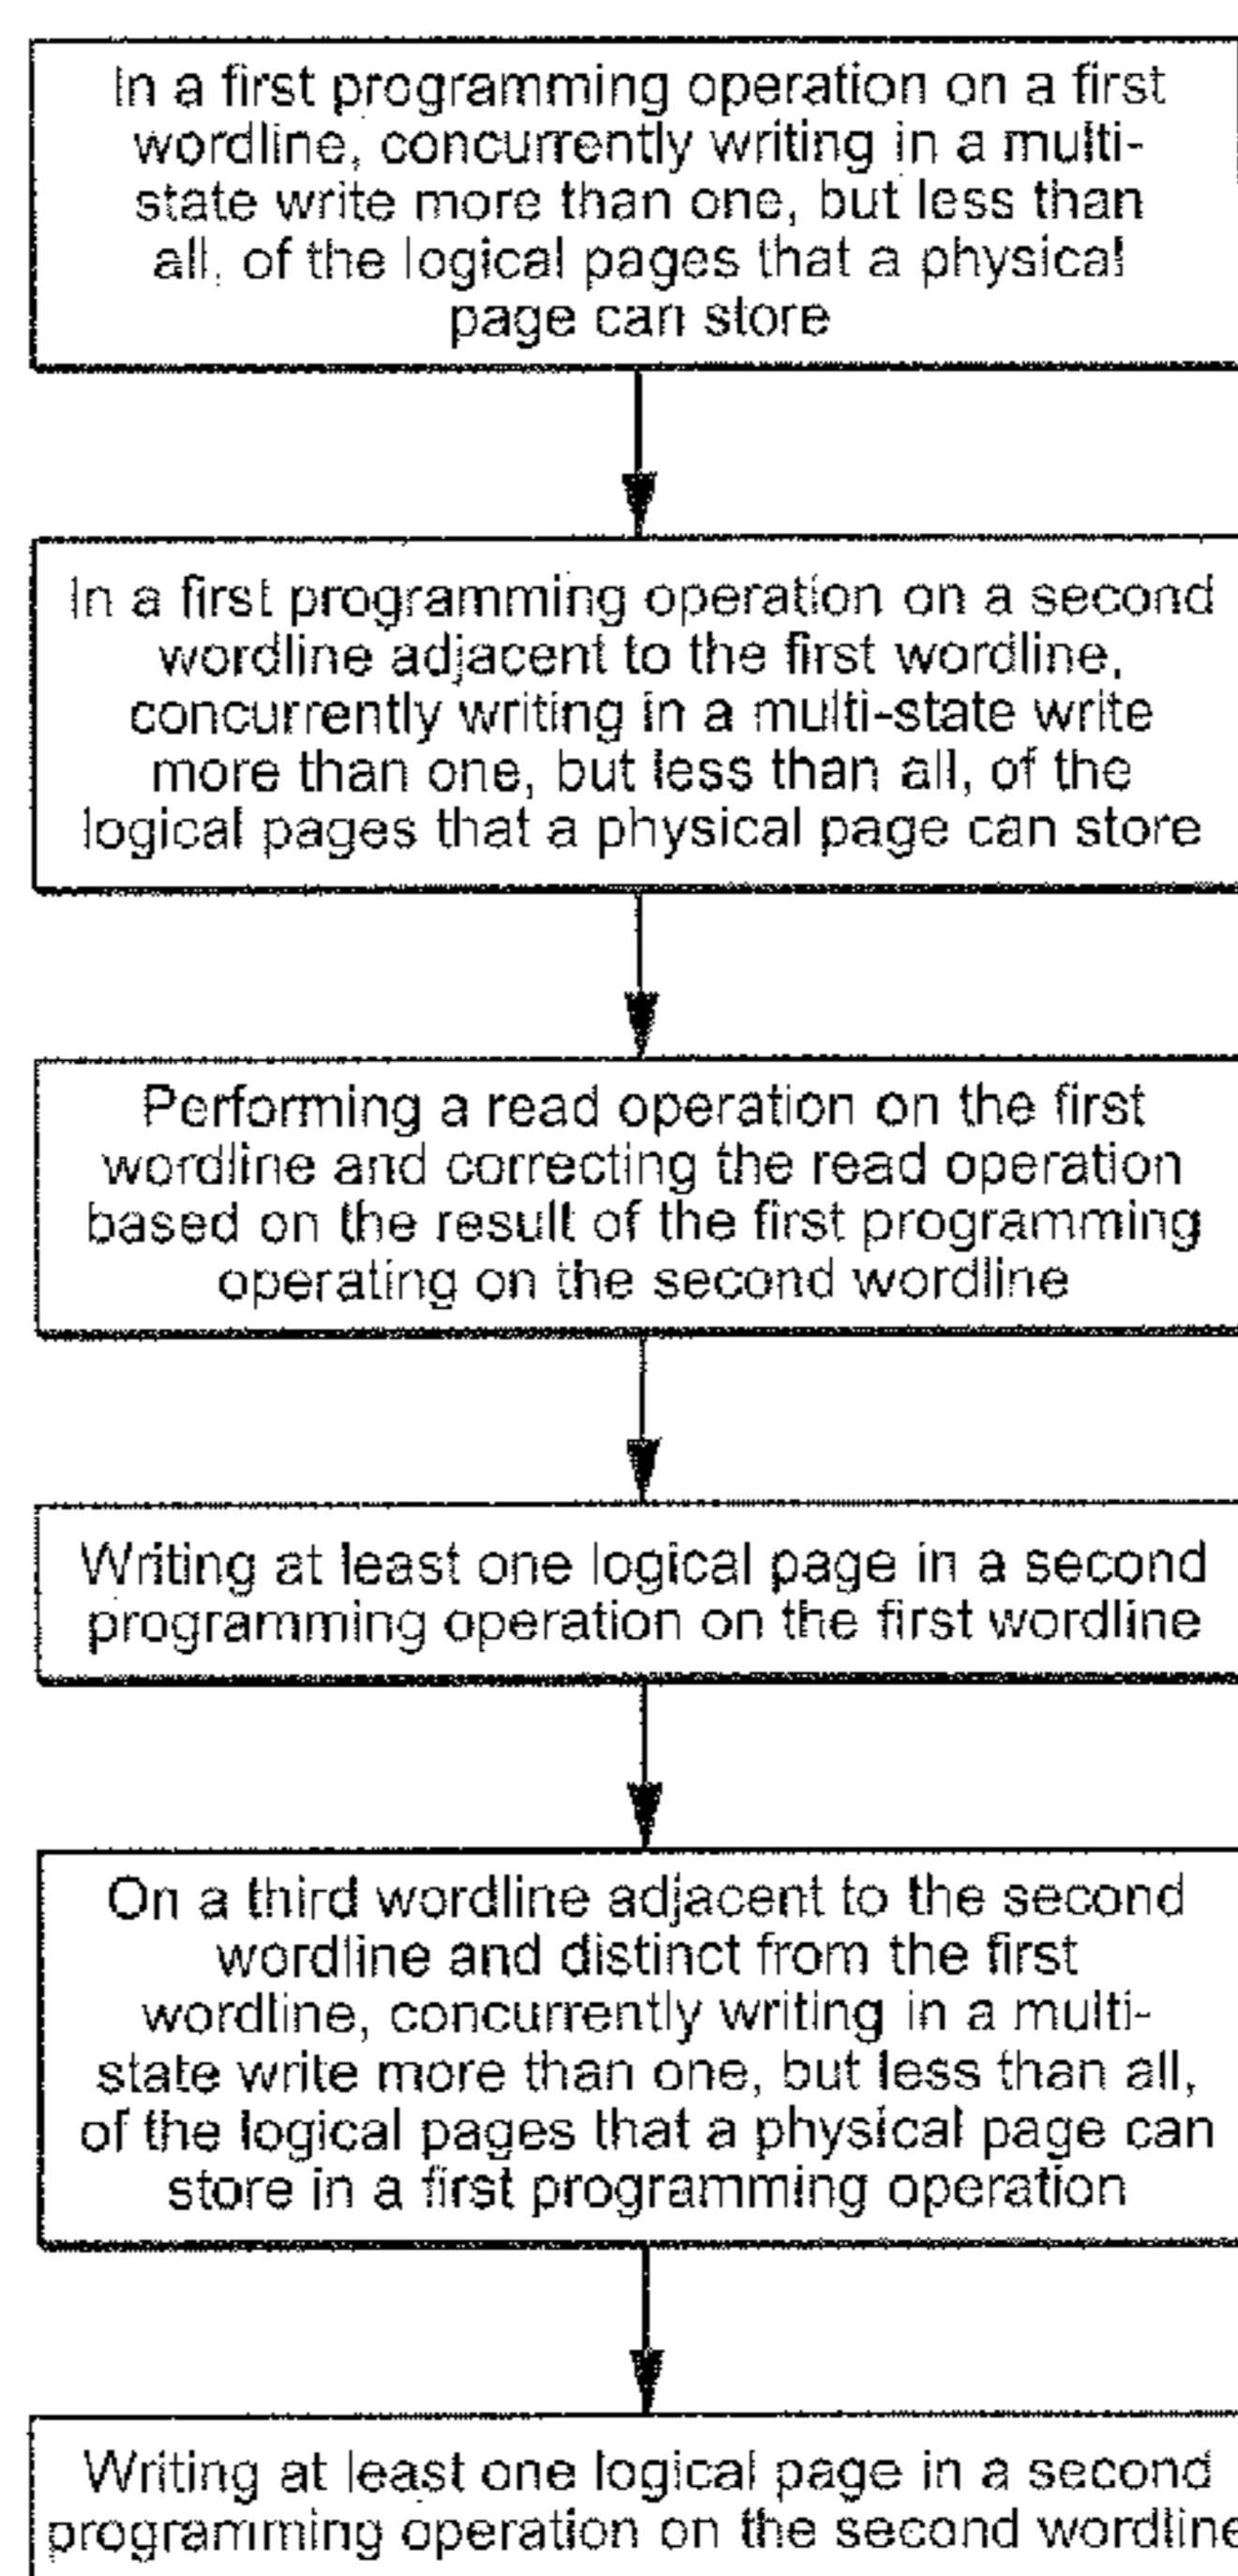 In a first programming operation on a first
wordline, concurrently writing in a multi-
state write more than one, but less than
all, of the logical pages that a physical
page can store
In a first programming operation on a second
wordline adjacent to the first wordline,
concurrently writing in a multi-state write
more than one, but less than all, of the
logical pages that a physical page can store
Performing a read operation on the first
wordline and correcting the read operation
based on the result of the first programming
operating on the second wordline
Writing at least one logical page in a second
programming operation on the first wordline
On a third wordline adjacent to the second
wordline and distinct from the first
wordline, concurrently writing in a multi-
state write more than one, but less than all,
of the logical pages that a physical page can
store in a first programming operation
Writing at least one logical page in a second
programming operation on the second wordline